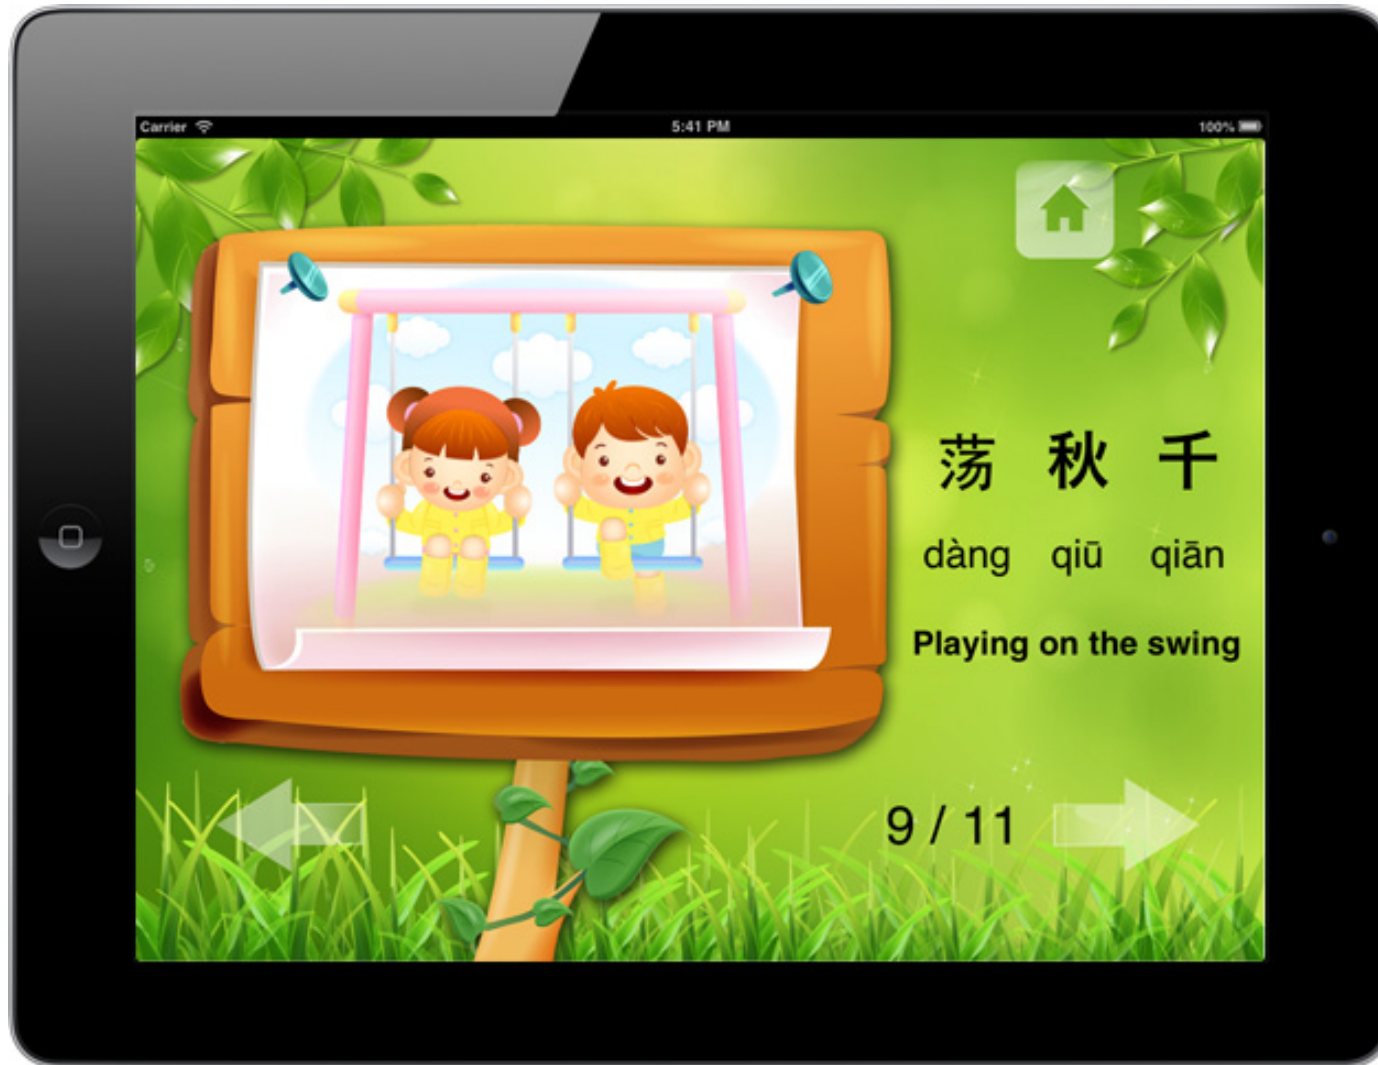 Carrier 5:41 PM 100%
荡 秋 千
dàng qiū qiān
Playing on the swing
9 / 11